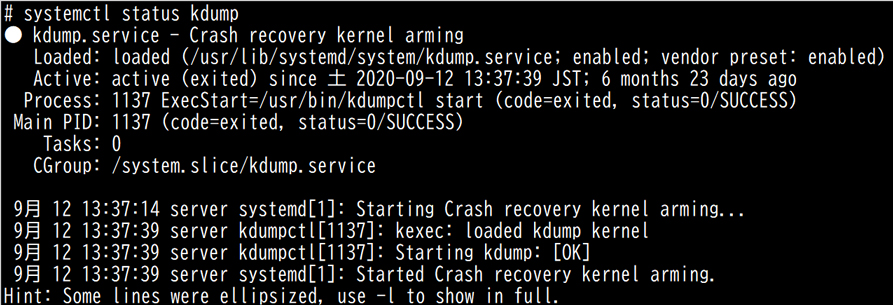 # systemctl status kdump
● kdump.service - Crash recovery kernel arming
   Loaded: loaded (/usr/lib/systemd/system/kdump.service; enabled; vendor preset: enabled)
   Active: active (exited) since 土 2020-09-12 13:37:39 JST; 6 months 23 days ago
  Process: 1137 ExecStart=/usr/bin/kdumpctl start (code=exited, status=0/SUCCESS)
 Main PID: 1137 (code=exited, status=0/SUCCESS)
    Tasks: 0
   CGroup: /system.slice/kdump.service

 9月 12 13:37:14 server systemd[1]: Starting Crash recovery kernel arming...
 9月 12 13:37:39 server kdumpctl[1137]: kexec: loaded kdump kernel
 9月 12 13:37:39 server kdumpctl[1137]: Starting kdump: [OK]
 9月 12 13:37:39 server systemd[1]: Started Crash recovery kernel arming.
Hint: Some lines were ellipsized, use -l to show in full.